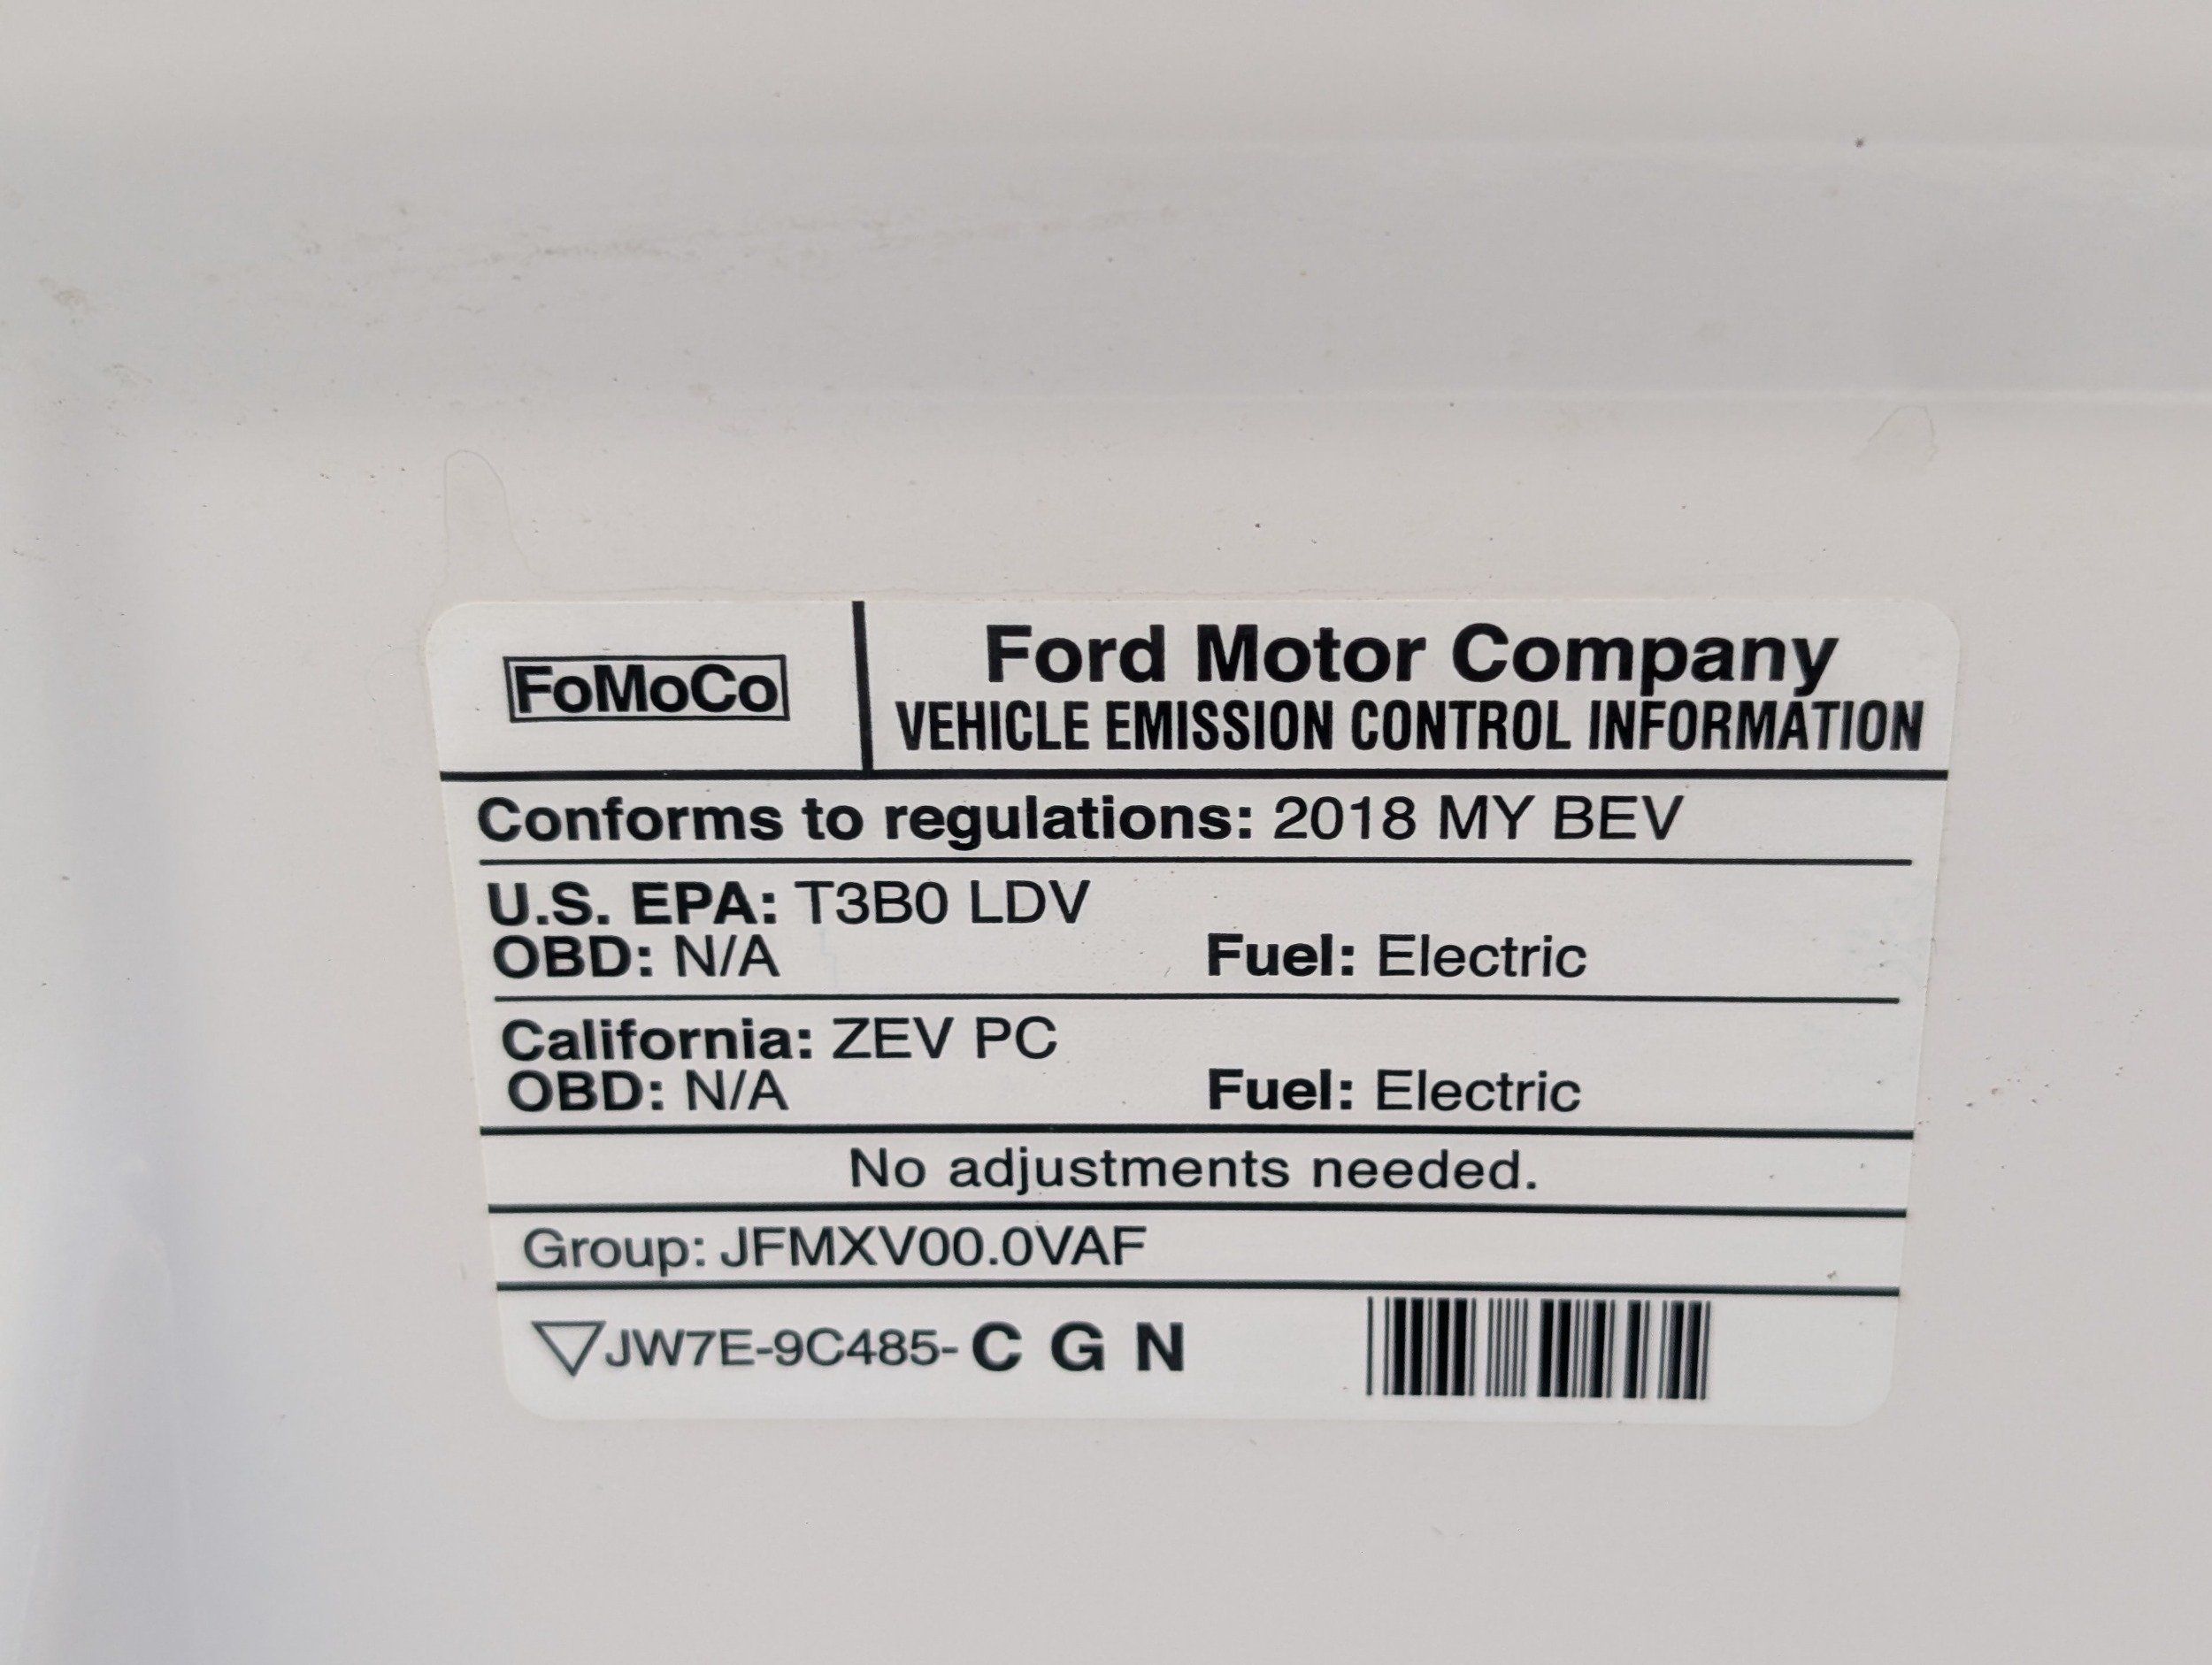 FoMoCo
Ford Motor Company
VEHICLE EMISSION CONTROL INFORMATION
Conforms to regulations: 2018 MY BEV
U.S. EPA: T3B0 LDV
OBD: N/A Fuel: Electric
California: ZEV PC
OBD: N/A Fuel: Electric
No adjustments needed.
Group: JFMXV00.0VAF
JW7E-9C485- C G N